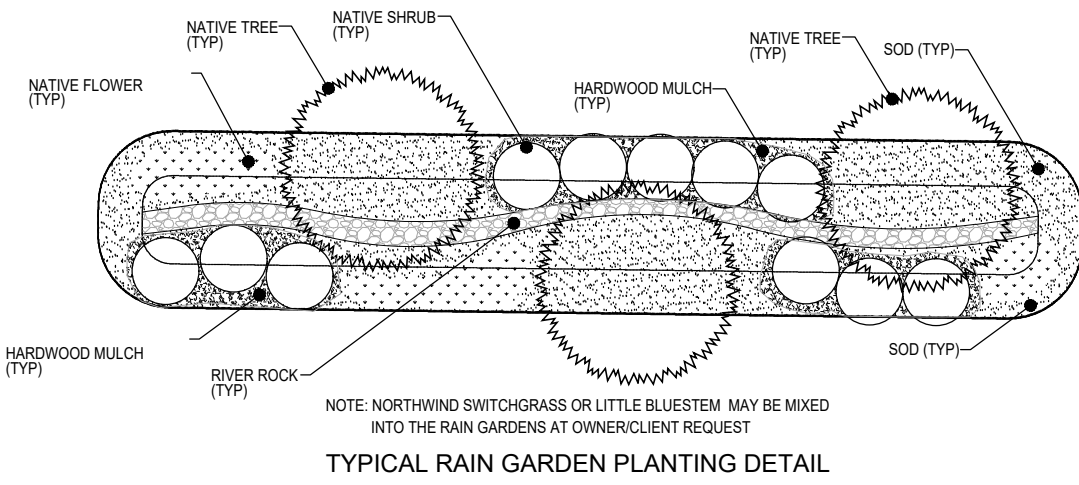 NATIVE TREE
(TYP)
NATIVE SHRUB
(TYP)
NATIVE TREE
(TYP)
SOD (TYP)
NATIVE FLOWER
(TYP)
HARDWOOD MULCH
(TYP)
HARDWOOD MULCH
(TYP)
RIVER ROCK
(TYP)
SOD (TYP)
NOTE: NORTHWIND SWITCHGRASS OR LITTLE BLUESTEM MAY BE MIXED
INTO THE RAIN GARDENS AT OWNER/CLIENT REQUEST
TYPICAL RAIN GARDEN PLANTING DETAIL